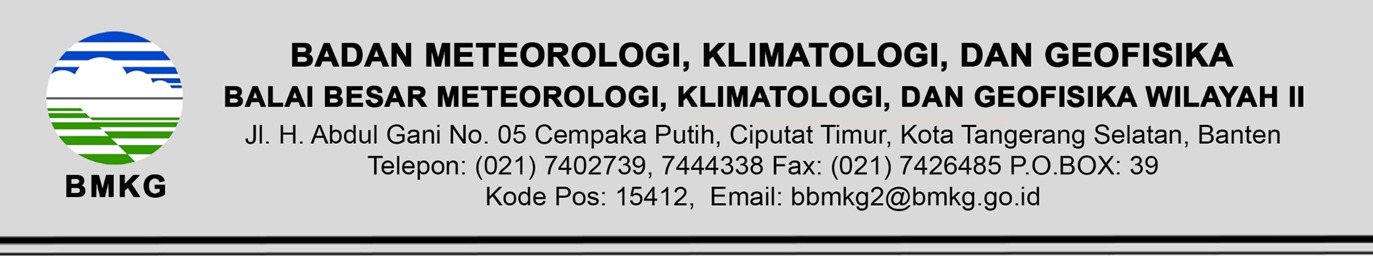 BADAN METEOROLOGI, KLIMATOLOGI, DAN GEOFISIKA
BALAI BESAR METEOROLOGI, KLIMATOLOGI, DAN GEOFISIKA WILAYAH II
Jl. H. Abdul Gani No. 05 Cempaka Putih, Ciputat Timur, Kota Tangerang Selatan, Banten
Telepon: (021) 7402739, 7444338 Fax: (021) 7426485 P.O.BOX: 39
Kode Pos: 15412, Email: bbmkg2@bmkg.go.id
BMKG